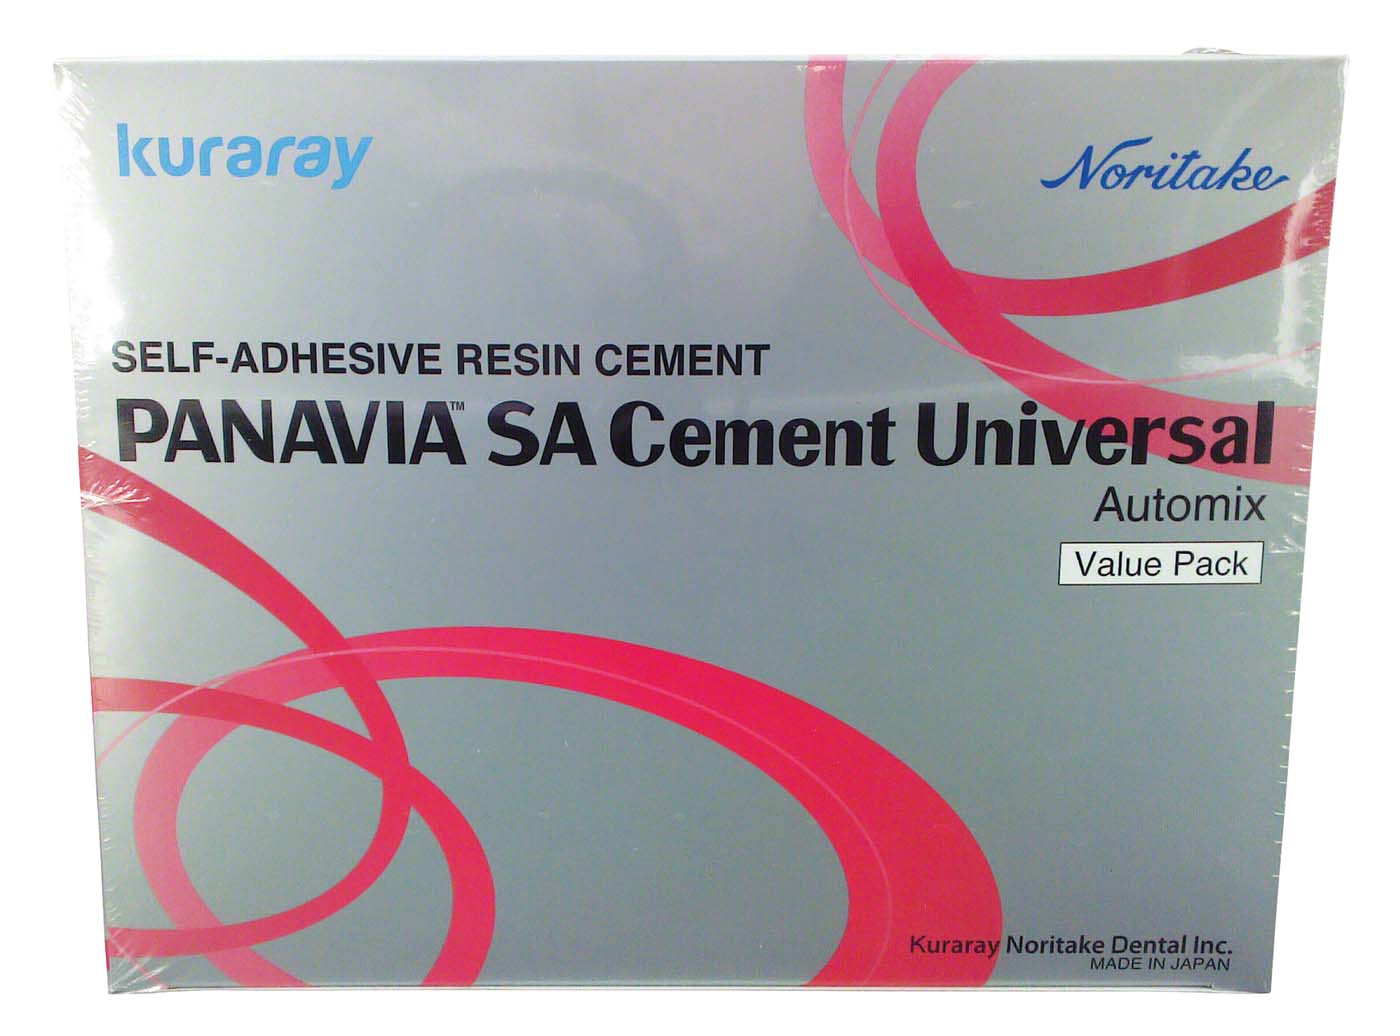 kuraray
Noritake
SELF-ADHESIVE RESIN CEMENT
PANAVIA™ SA Cement Universal
Automix
Value Pack
Kuraray Noritake Dental Inc.
MADE IN JAPAN